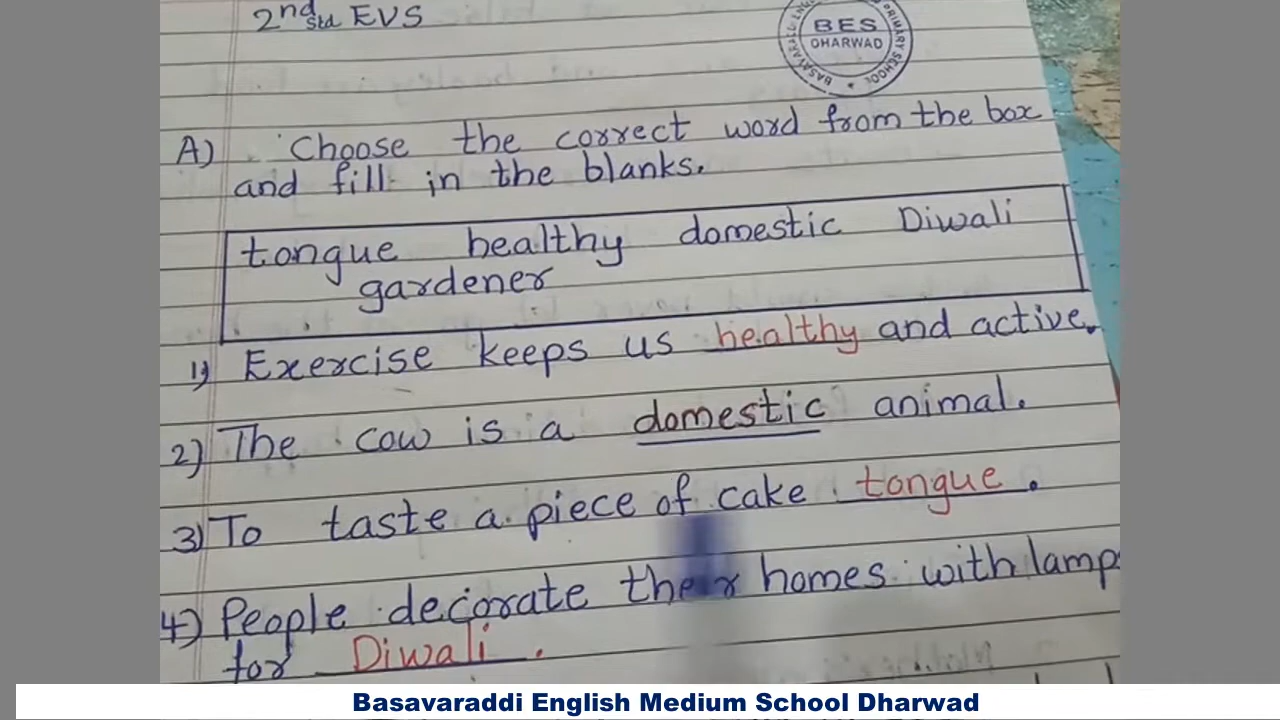 2nd Std EVS
BES
DHARWAD
A) Choose the correct word from the box
and fill in the blanks.
tongue healthy domestic Diwali
gardener
1) Exercise keeps us healthy and active.
2) The cow is a domestic animal.
3) To taste a piece of cake tongue.
4) People decorate their homes with lamp
for Diwali.
Basavaraddi English Medium School Dharwad